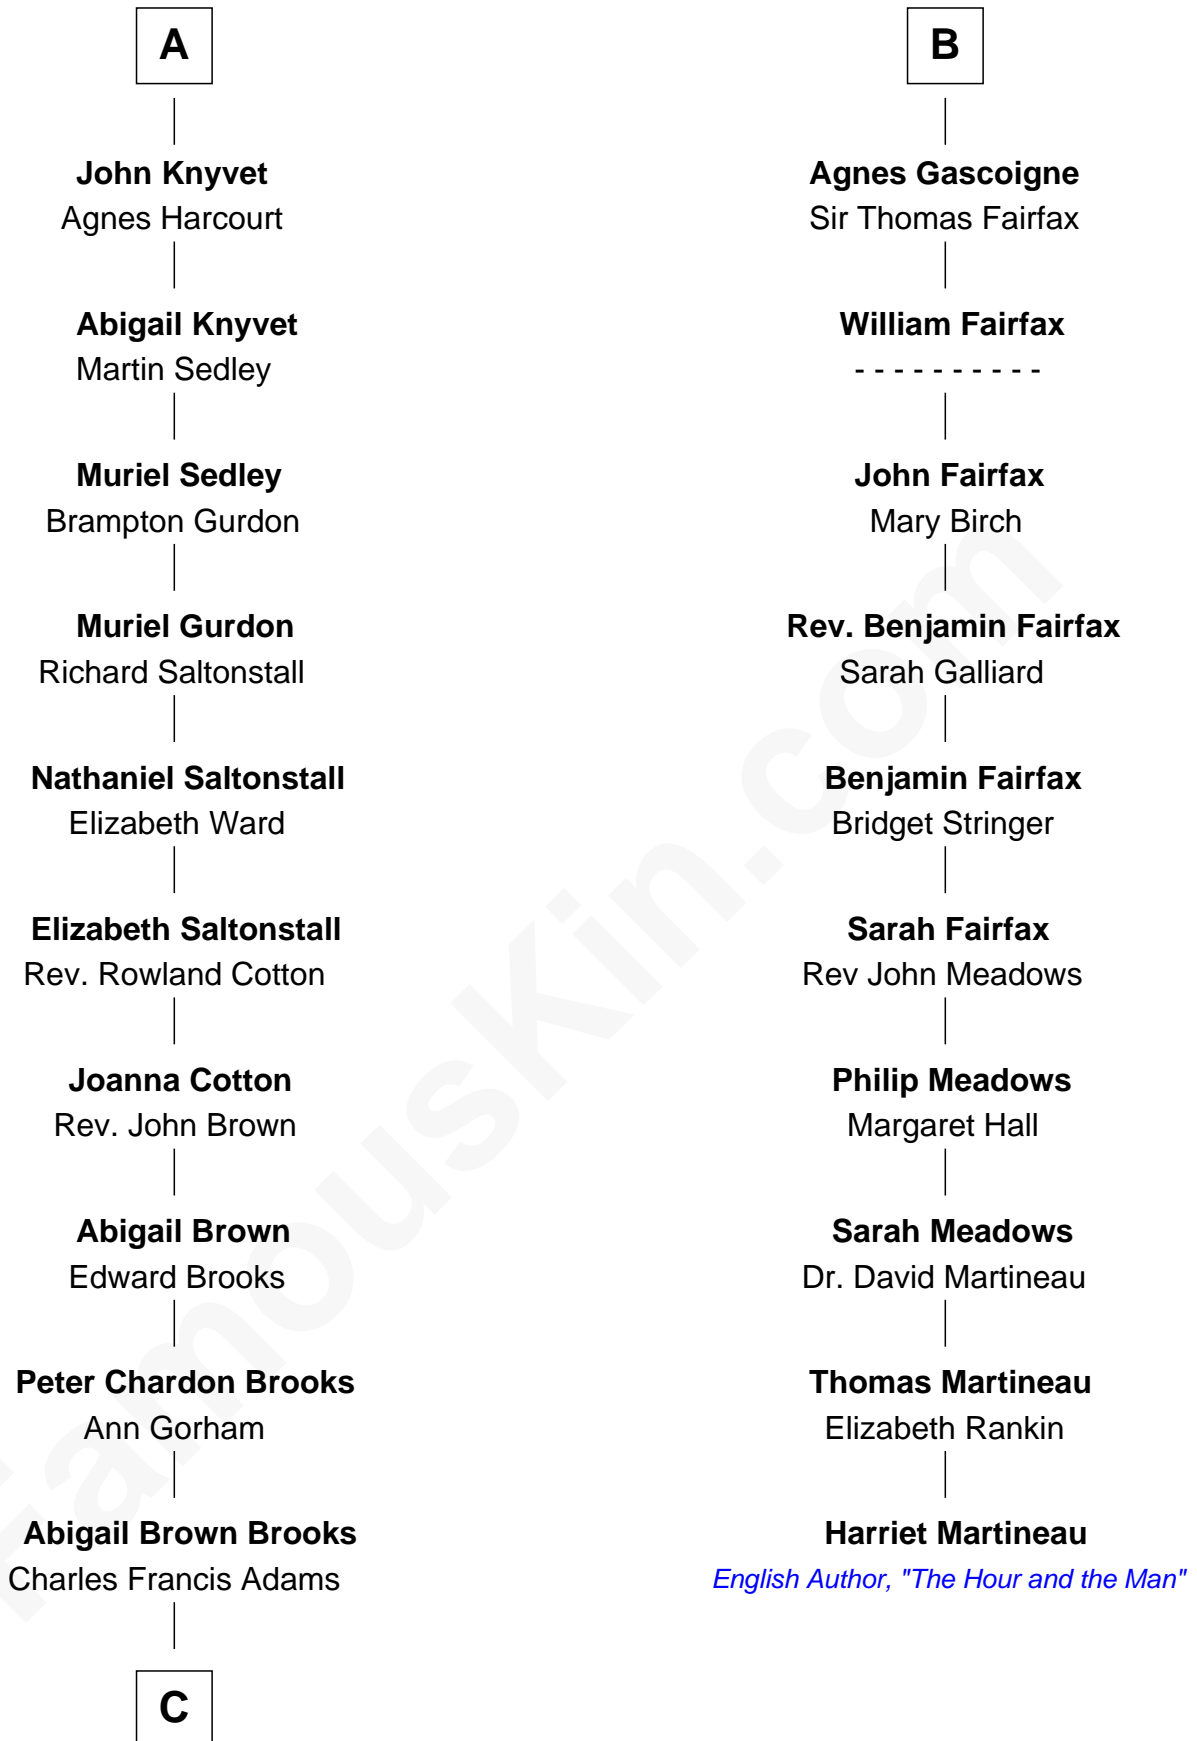 A
John Knyvet
Agnes Harcourt
Abigail Knyvet
Martin Sedley
Muriel Sedley
Brampton Gurdon
Muriel Gurdon
Richard Saltonstall
Nathaniel Saltonstall
Elizabeth Ward
Elizabeth Saltonstall
Rev. Rowland Cotton
Joanna Cotton
Rev. John Brown
Abigail Brown
Edward Brooks
Peter Chardon Brooks
Ann Gorham
Abigail Brown Brooks
Charles Francis Adams
C
B
Agnes Gascoigne
Sir Thomas Fairfax
William Fairfax
- - - - - - - - - -
John Fairfax
Mary Birch
Rev. Benjamin Fairfax
Sarah Galliard
Benjamin Fairfax
Bridget Stringer
Sarah Fairfax
Rev John Meadows
Philip Meadows
Margaret Hall
Sarah Meadows
Dr. David Martineau
Thomas Martineau
Elizabeth Rankin
Harriet Martineau
English Author, "The Hour and the Man"
FamousKin.com